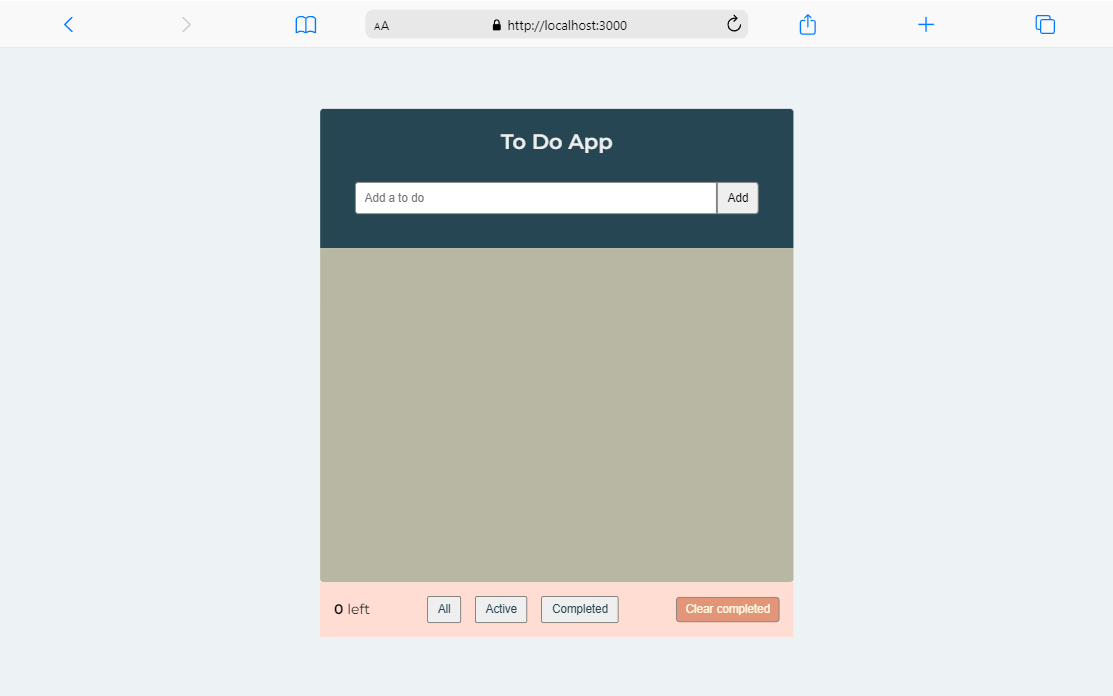 AA http://localhost:3000
To Do App
Add a to do Add
0 left All Active Completed Clear completed